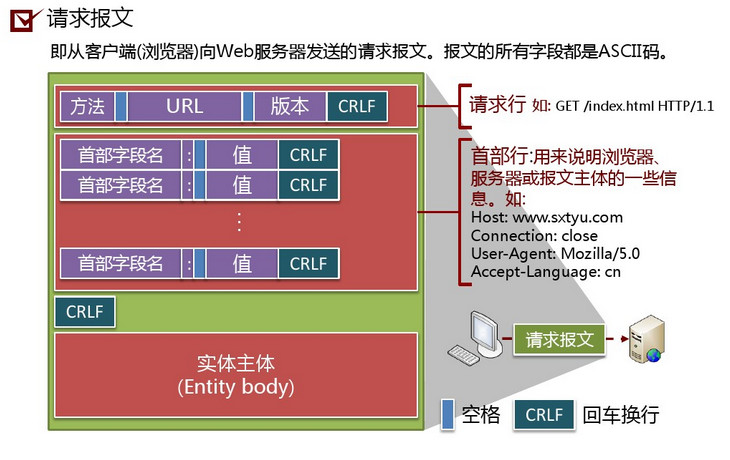 请求报文
即从客户端(浏览器)向Web服务器发送的请求报文。报文的所有字段都是ASCII码。
方法 URL 版本 CRLF
请求行 如: GET /index.html HTTP/1.1
首部字段名 : 值 CRLF
首部字段名 : 值 CRLF
⋮
首部字段名 : 值 CRLF
首部行:用来说明浏览器、
服务器或报文主体的一些信
息。如:
Host: www.sxtyu.com
Connection: close
User-Agent: Mozilla/5.0
Accept-Language: cn
CRLF
实体主体
(Entity body)
请求报文
空格 CRLF 回车换行